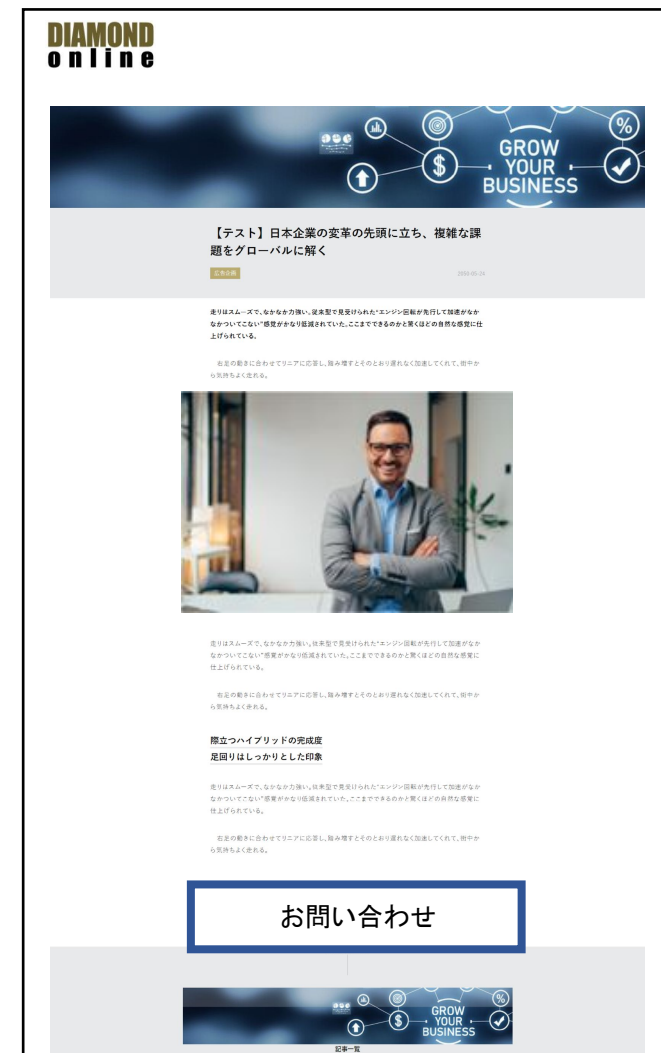 DIAMOND
online
GROW
YOUR
BUSINESS
%
$
【テスト】日本企業の変革の先頭に立ち、複雑な課
題をグローバルに解く
広告企画
走りはスムーズで、なかなか力強い。従来型で見受けられた“エンジン回転が先行して加速がなか
なかついてこない”感覚がかなり低減されていた。ここまでできるのかと驚くほどの自然な感覚に仕
上げられている。
右足の動きに合わせてリニアに応答し、踏み増すとそのとおり遅れなく加速してくれて、街中か
ら気持ちよく走れる。
走りはスムーズで、なかなか力強い。従来型で見受けられた“エンジン回転が先行して加速がなか
なかついてこない”感覚がかなり低減されていた。ここまでできるのかと驚くほどの自然な感覚に
仕上げられている。
右足の動きに合わせてリニアに応答し、踏み増すとそのとおり遅れなく加速してくれて、街中か
ら気持ちよく走れる。
際立つハイブリッドの完成度
足回りはしっかりとした印象
走りはスムーズで、なかなか力強い。従来型で見受けられた“エンジン回転が先行して加速がなか
なかついてこない”感覚がかなり低減されていた。ここまでできるのかと驚くほどの自然な感覚に
仕上げられている。
右足の動きに合わせてリニアに応答し、踏み増すとそのとおり遅れなく加速してくれて、街中か
ら気持ちよく走れる。
お問い合わせ
GROW
YOUR
BUSINESS
%
$
記事一覧